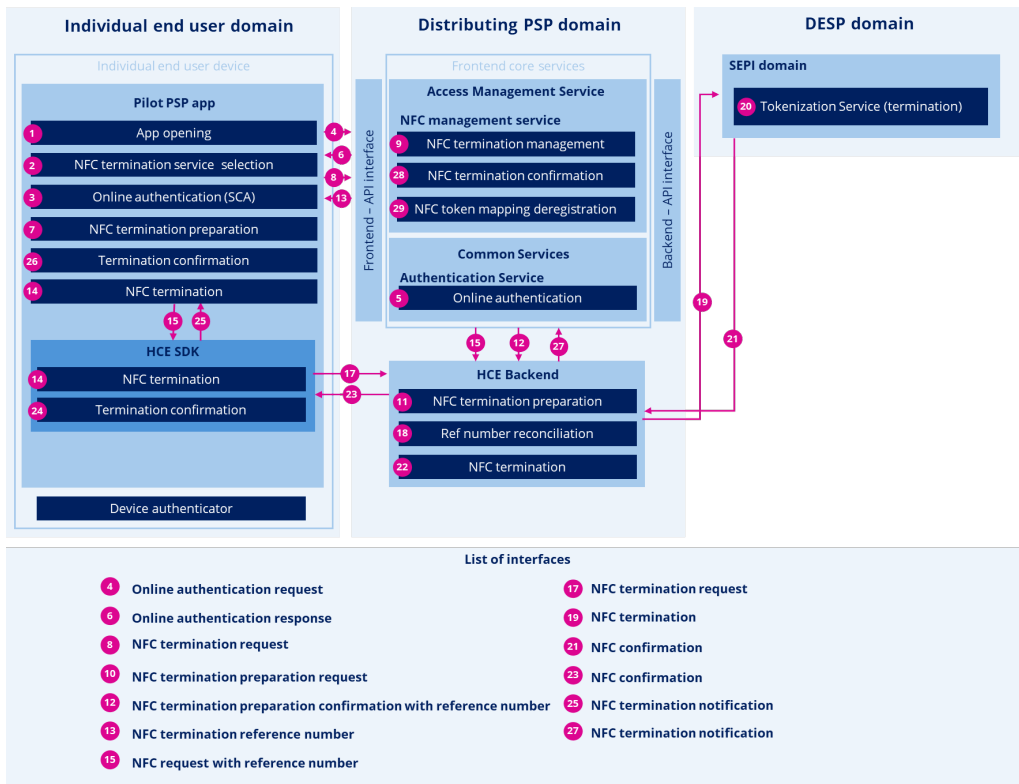 Individual end user domain
Individual end user device
Pilot PSP app
1 App opening
2 NFC termination service selection
3 Online authentication (SCA)
7 NFC termination preparation
26 Termination confirmation
14 NFC termination
15
25
HCE SDK
14 NFC termination
24 Termination confirmation
Device authenticator
4
6
8
13
17
23
Distributing PSP domain
Frontend – API interface
Frontend core services
Access Management Service
NFC management service
9 NFC termination management
28 NFC termination confirmation
29 NFC token mapping deregistration
Common Services
Authentication Service
5 Online authentication
Backend – API interface
15
12
27
HCE Backend
11 NFC termination preparation
18 Ref number reconciliation
22 NFC termination
DESP domain
SEPI domain
20 Tokenization Service (termination)
19
21
List of interfaces
4 Online authentication request
6 Online authentication response
8 NFC termination request
10 NFC termination preparation request
12 NFC termination preparation confirmation with reference number
13 NFC termination reference number
15 NFC request with reference number
17 NFC termination request
19 NFC termination
21 NFC confirmation
23 NFC confirmation
25 NFC termination notification
27 NFC termination notification